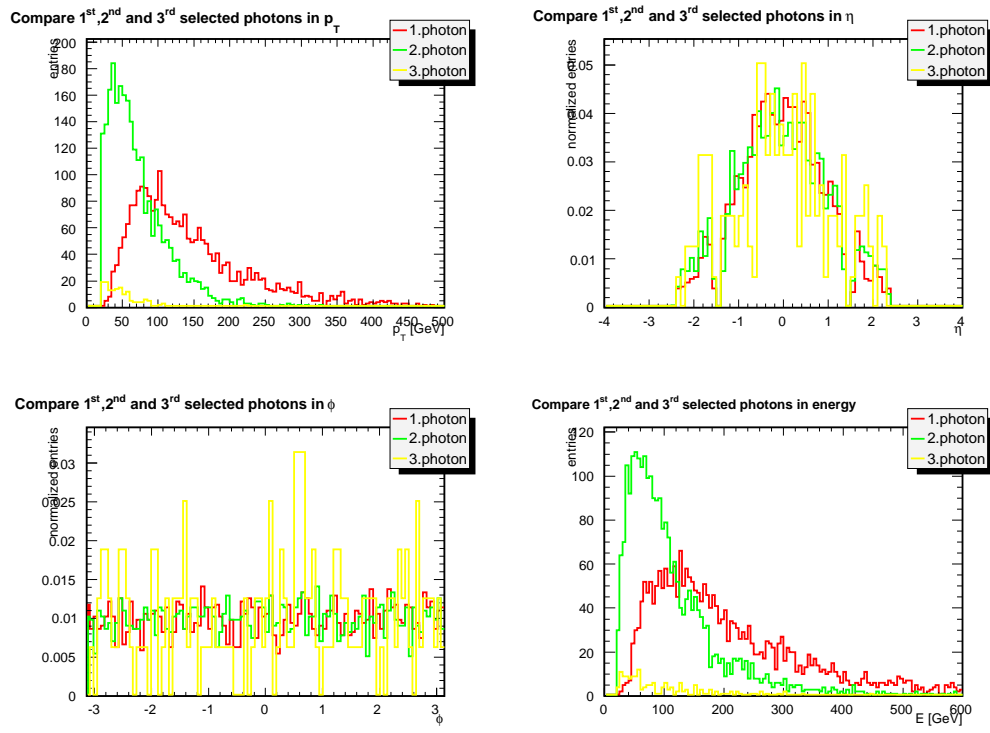 Compare 1st,2nd and 3rd selected photons in pT
1.photon
2.photon
3.photon
entries
200
180
160
140
120
100
80
60
40
20
0
0 50 100 150 200 250 300 350 400 450 500
pT [GeV]
Compare 1st,2nd and 3rd selected photons in η
1.photon
2.photon
3.photon
normalized entries
0.05
0.04
0.03
0.02
0.01
0
-4 -3 -2 -1 0 1 2 3 4
η
Compare 1st,2nd and 3rd selected photons in ϕ
1.photon
2.photon
3.photon
normalized entries
0.03
0.025
0.02
0.015
0.01
0.005
0
-3 -2 -1 0 1 2 3
ϕ
Compare 1st,2nd and 3rd selected photons in energy
1.photon
2.photon
3.photon
entries
120
100
80
60
40
20
0
0 100 200 300 400 500 600
E [GeV]